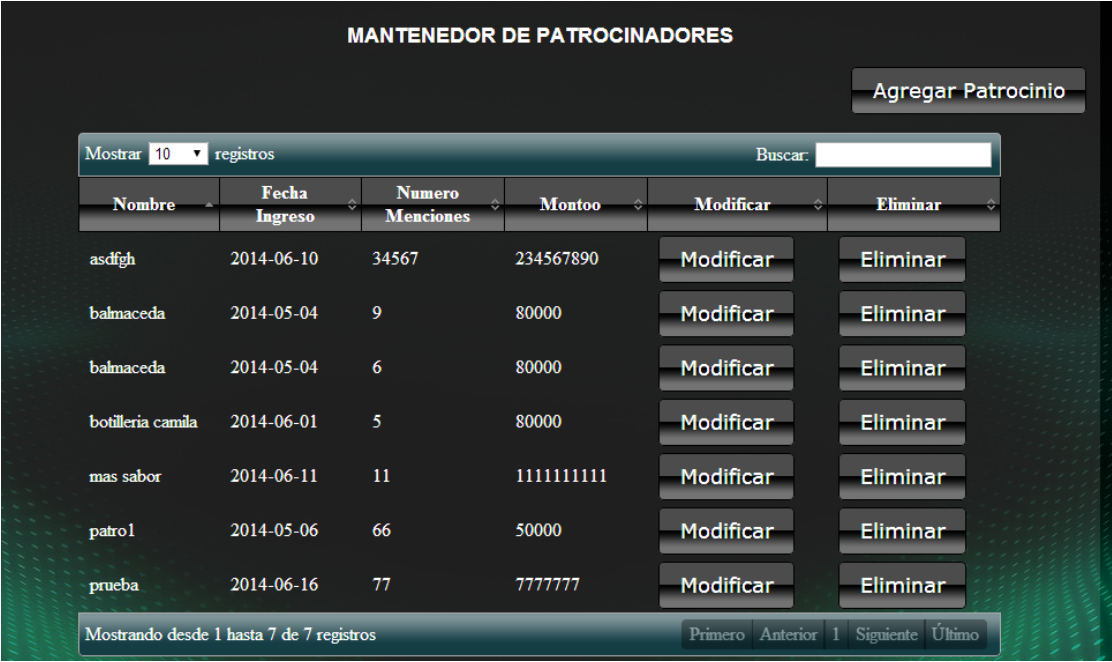 MANTENEDOR DE PATROCINADORES
Agregar Patrocinio
Mostrar 10 registros Buscar:
Nombre Fecha Ingreso Numero Menciones Montoo Modificar Eliminar
asdfgh 2014-06-10 34567 234567890 Modificar Eliminar
balmaceda 2014-05-04 9 80000 Modificar Eliminar
balmaceda 2014-05-04 6 80000 Modificar Eliminar
botilleria camila 2014-06-01 5 80000 Modificar Eliminar
mas sabor 2014-06-11 11 1111111111 Modificar Eliminar
patro1 2014-05-06 66 50000 Modificar Eliminar
prueba 2014-06-16 77 7777777 Modificar Eliminar
Mostrando desde 1 hasta 7 de 7 registros Primero Anterior 1 Siguiente Último